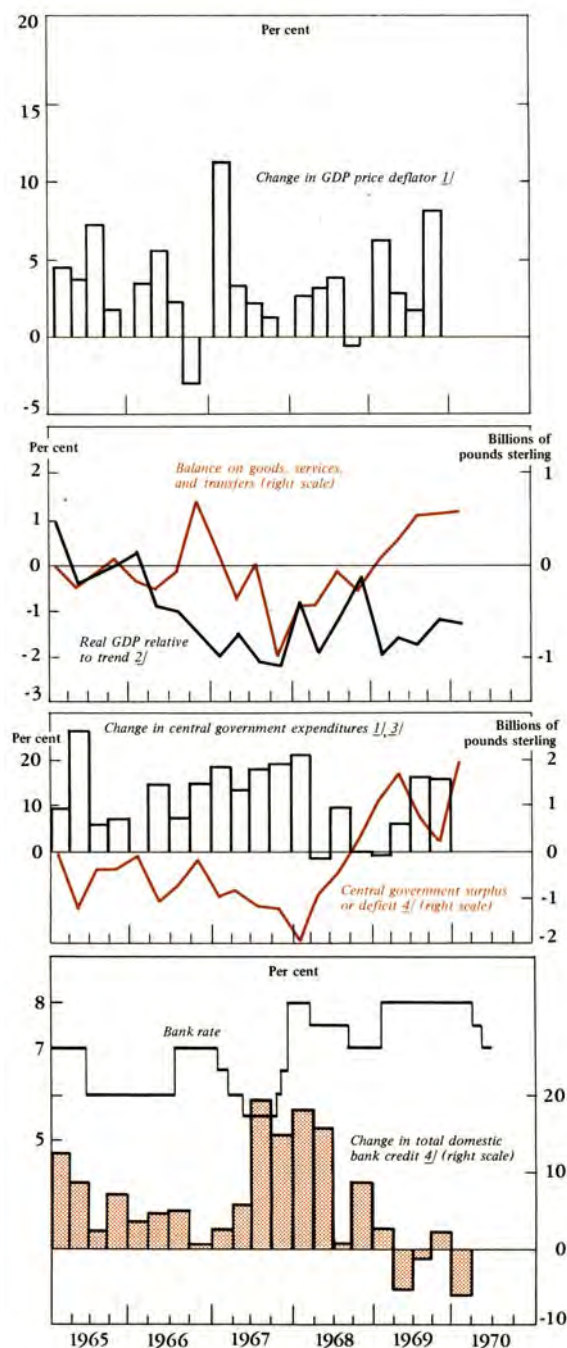 Per cent
20
15
10
5
0
-5
Change in GDP price deflator 1/
Per cent
Billions of
pounds sterling
2
1
0
-1
-2
-3
1
0
-1
Balance on goods, services,
and transfers (right scale)
Real GDP relative
to trend 2/
Change in central government expenditures 1/, 3/
Per cent
Billions of
pounds sterling
20
10
0
2
1
0
-1
-2
Central government surplus
or deficit 4/ (right scale)
Per cent
8
7
5
Bank rate
20
10
0
-10
Change in total domestic
bank credit 4/ (right scale)
1965 1966 1967 1968 1969 1970